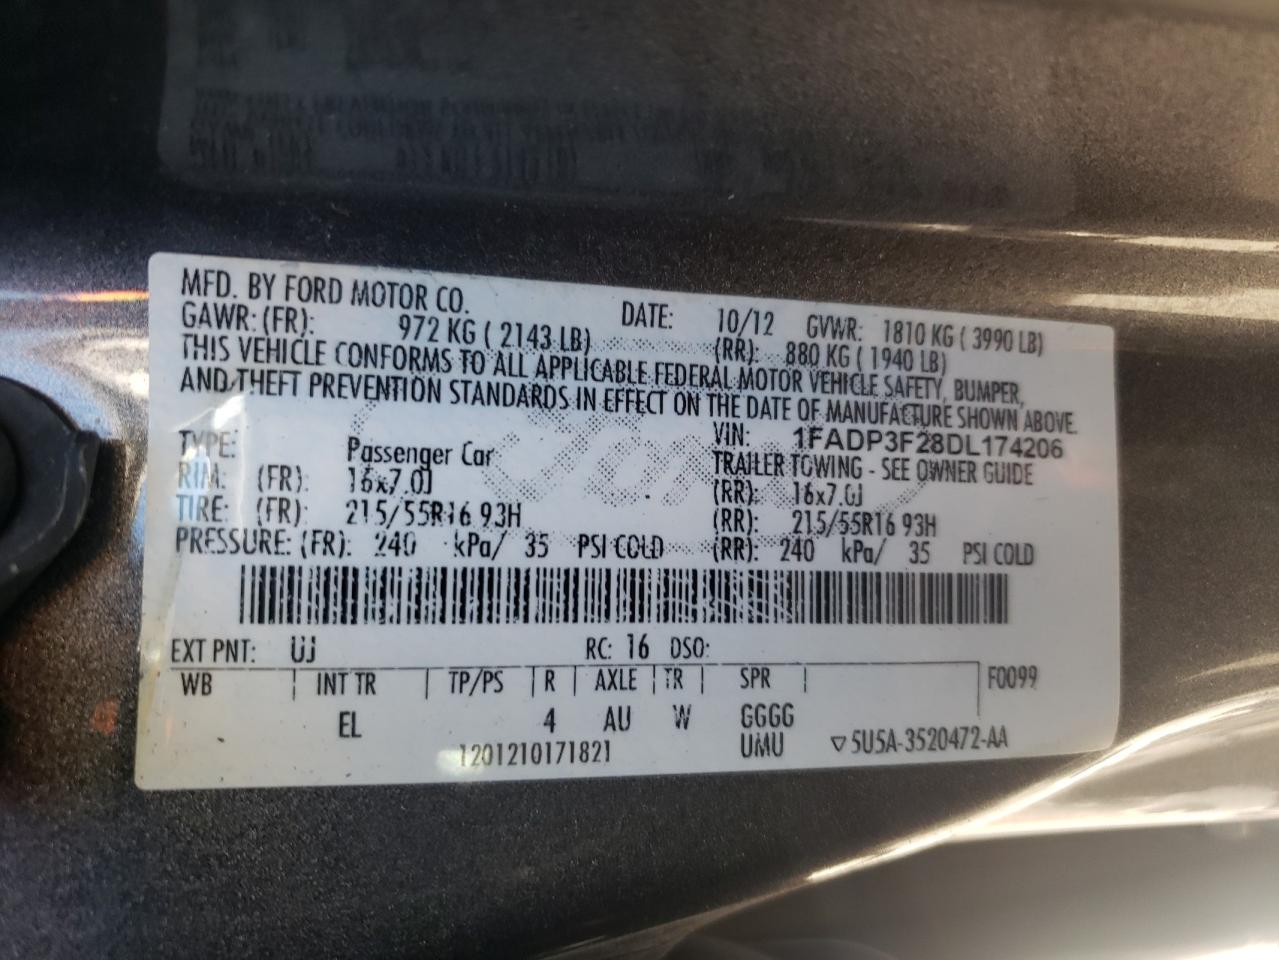 MFD. BY FORD MOTOR CO. DATE: 10/12 GVWR: 1810 KG ( 3990 LB)
GAWR: (FR): 972 KG ( 2143 LB) (RR): 880 KG ( 1940 LB)
THIS VEHICLE CONFORMS TO ALL APPLICABLE FEDERAL MOTOR VEHICLE SAFETY, BUMPER,
AND THEFT PREVENTION STANDARDS IN EFFECT ON THE DATE OF MANUFACTURE SHOWN ABOVE.
VIN: 1FADP3F28DL174206
TYPE: Passenger Car TRAILER TOWING - SEE OWNER GUIDE
RIM: (FR): 16x7.0J (RR): 16x7.0J
TIRE: (FR): 215/55R16 93H (RR): 215/55R16 93H
PRESSURE: (FR): 240 kPa/ 35 PSI COLD (RR): 240 kPa/ 35 PSI COLD
EXT PNT: UJ RC: 16 DSO:
WB | INT TR | TP/PS | R | AXLE | TR | SPR | F0099
EL 4 AU W GGGG
1201210171821 UMU ▽5U5A-3520472-AA